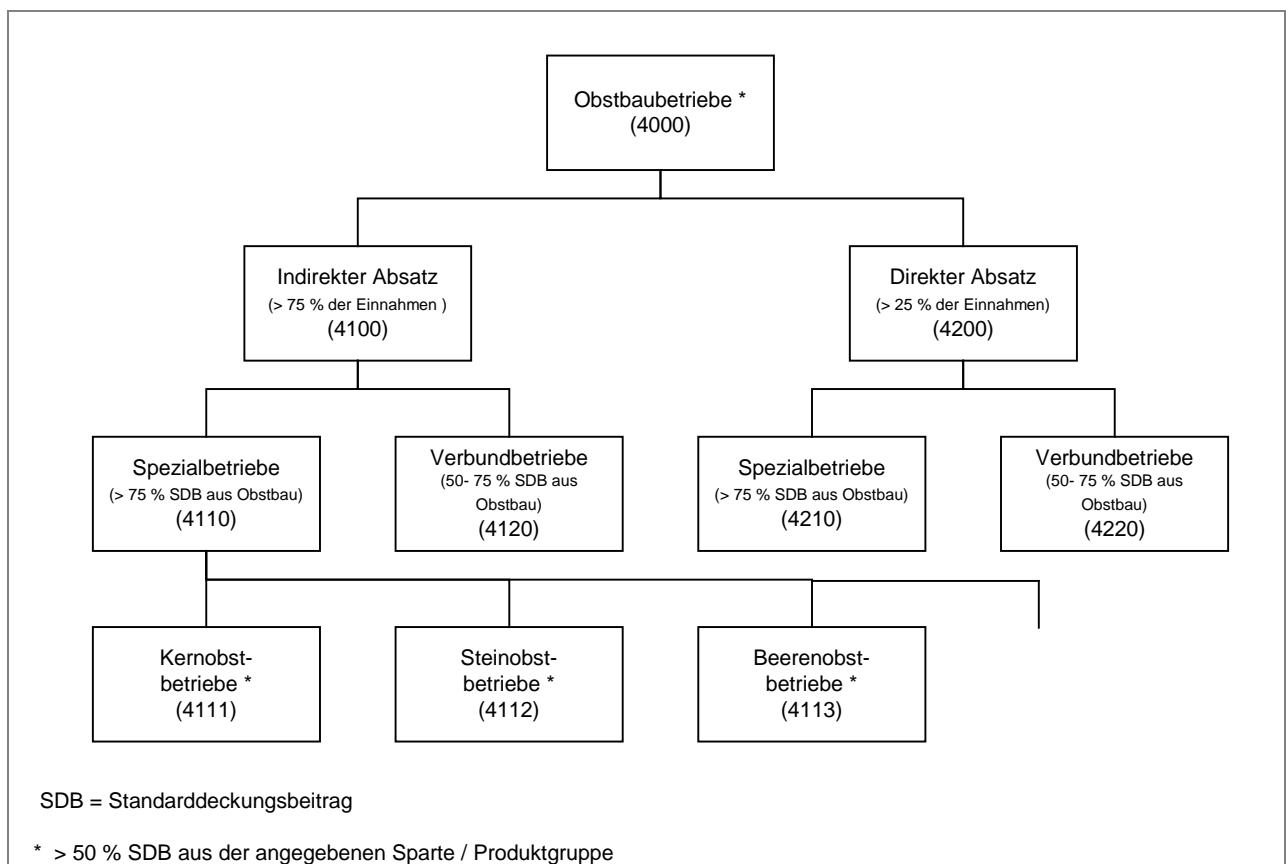 Obstbaubetriebe *
(4000)
Indirekter Absatz
(> 75 % der Einnahmen )
(4100)
Direkter Absatz
(> 25 % der Einnahmen)
(4200)
Spezialbetriebe
(> 75 % SDB aus Obstbau)
(4110)
Verbundbetriebe
(50- 75 % SDB aus
Obstbau)
(4120)
Spezialbetriebe
(> 75 % SDB aus Obstbau)
(4210)
Verbundbetriebe
(50- 75 % SDB aus
Obstbau)
(4220)
Kernobst-
betriebe *
(4111)
Steinobst-
betriebe *
(4112)
Beerenobst-
betriebe *
(4113)
SDB = Standarddeckungsbeitrag
* > 50 % SDB aus der angegebenen Sparte / Produktgruppe